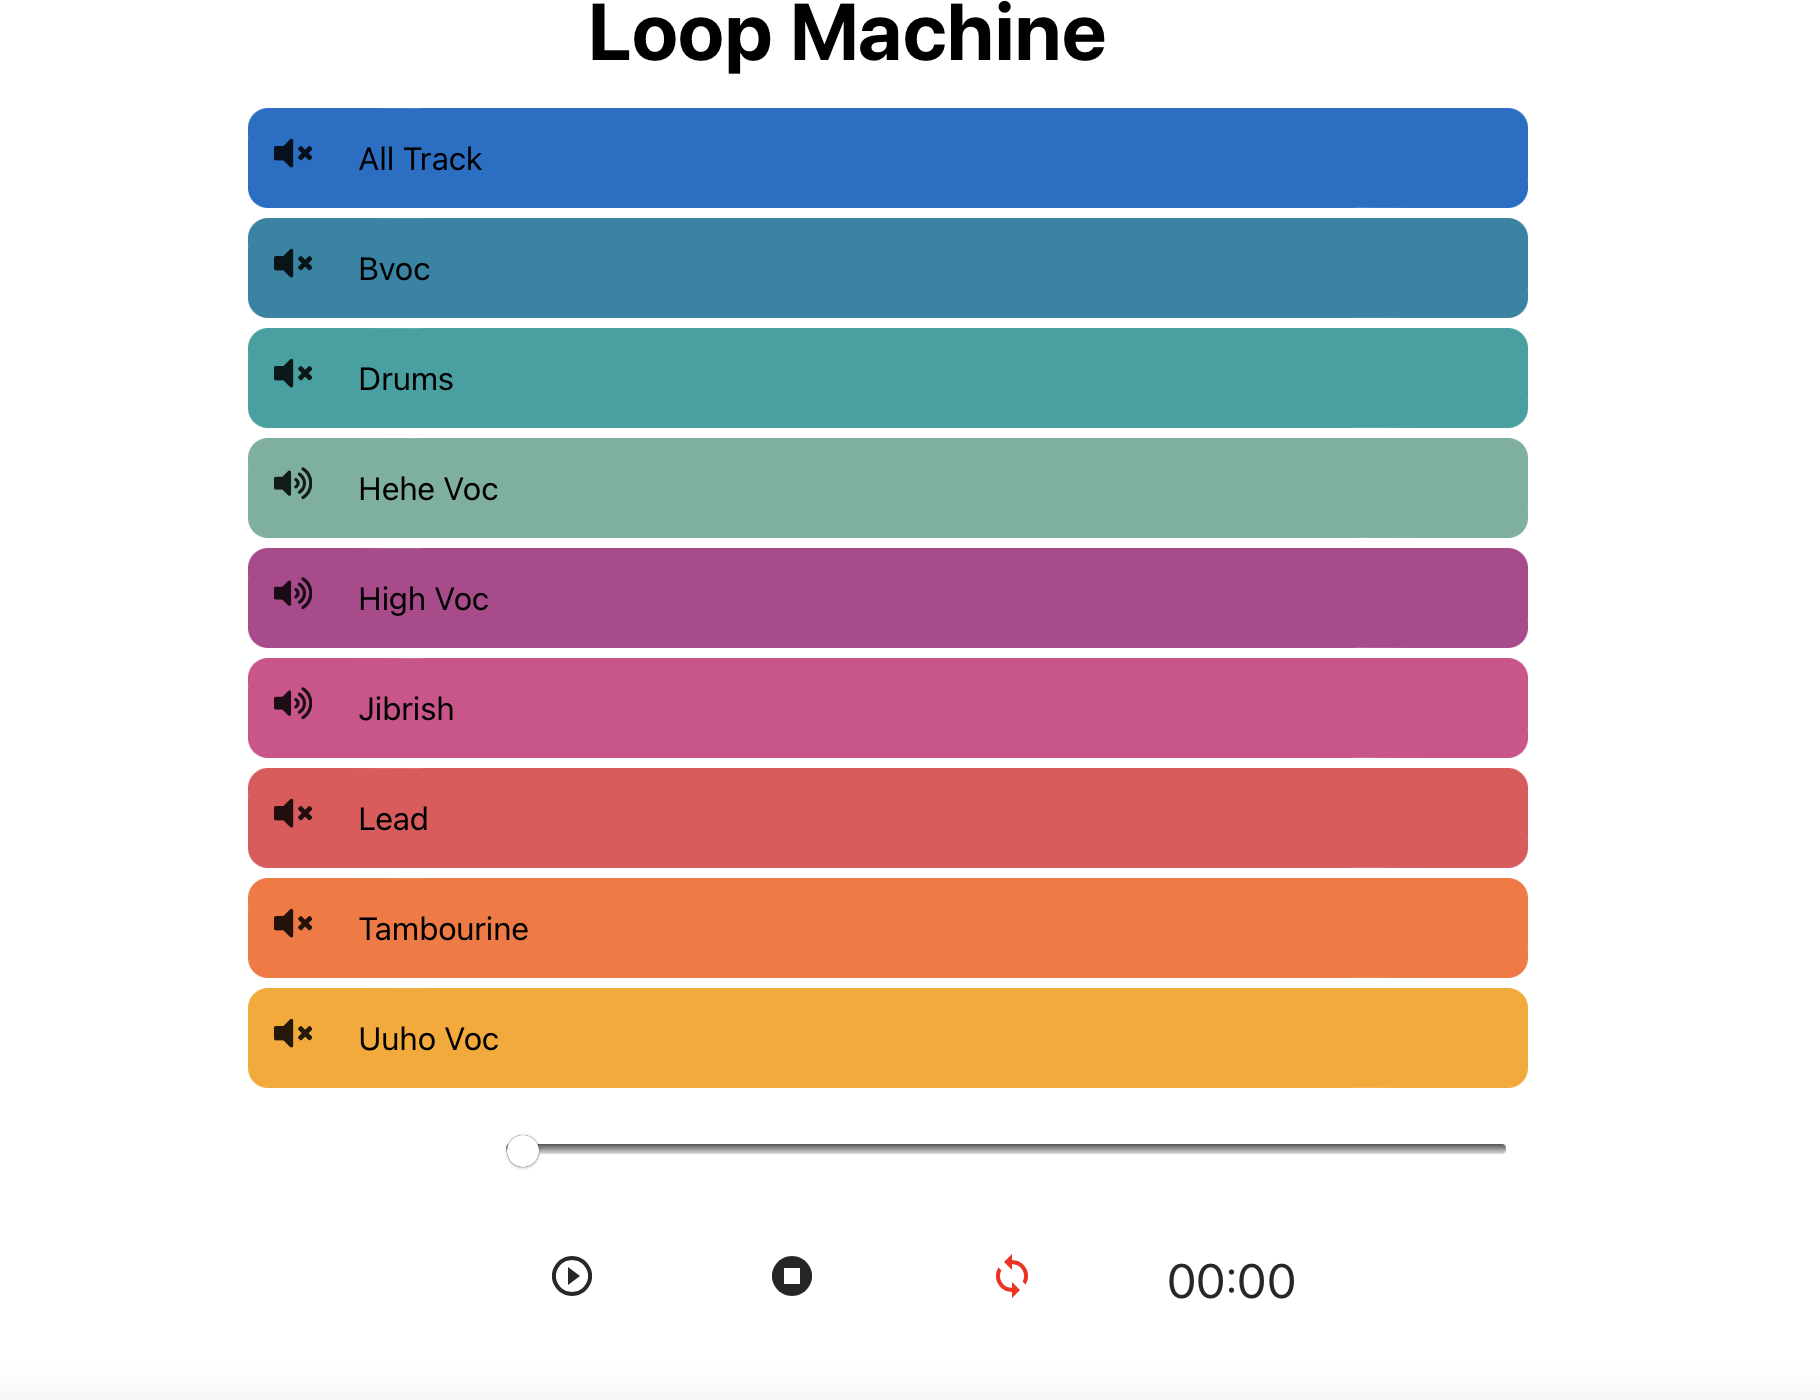 Loop Machine
All Track
Bvoc
Drums
Hehe Voc
High Voc
Jibrish
Lead
Tambourine
Uuho Voc
00:00